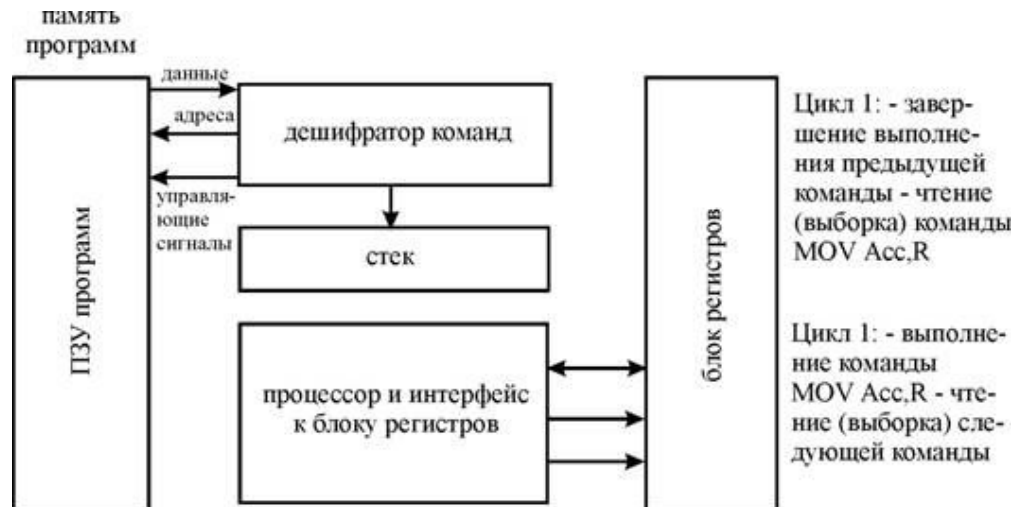 память
программ
данные
адреса
управля-
ющие
сигналы
ПЗУ программ
дешифратор команд
стек
процессор и интерфейс
к блоку регистров
блок регистров
Цикл 1: - завер-
шение выполне-
ния предыдущей
команды - чтение
(выборка) команды
MOV Acc,R
Цикл 1: - выполне-
ние команды
MOV Acc,R - чте-
ние (выборка) сле-
дующей команды